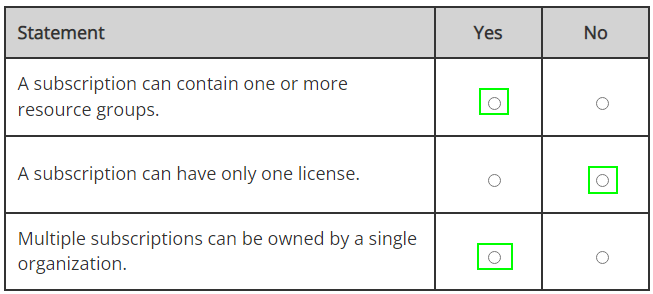 Statement Yes No
A subscription can contain one or more
resource groups.
A subscription can have only one license.
Multiple subscriptions can be owned by a single
organization.